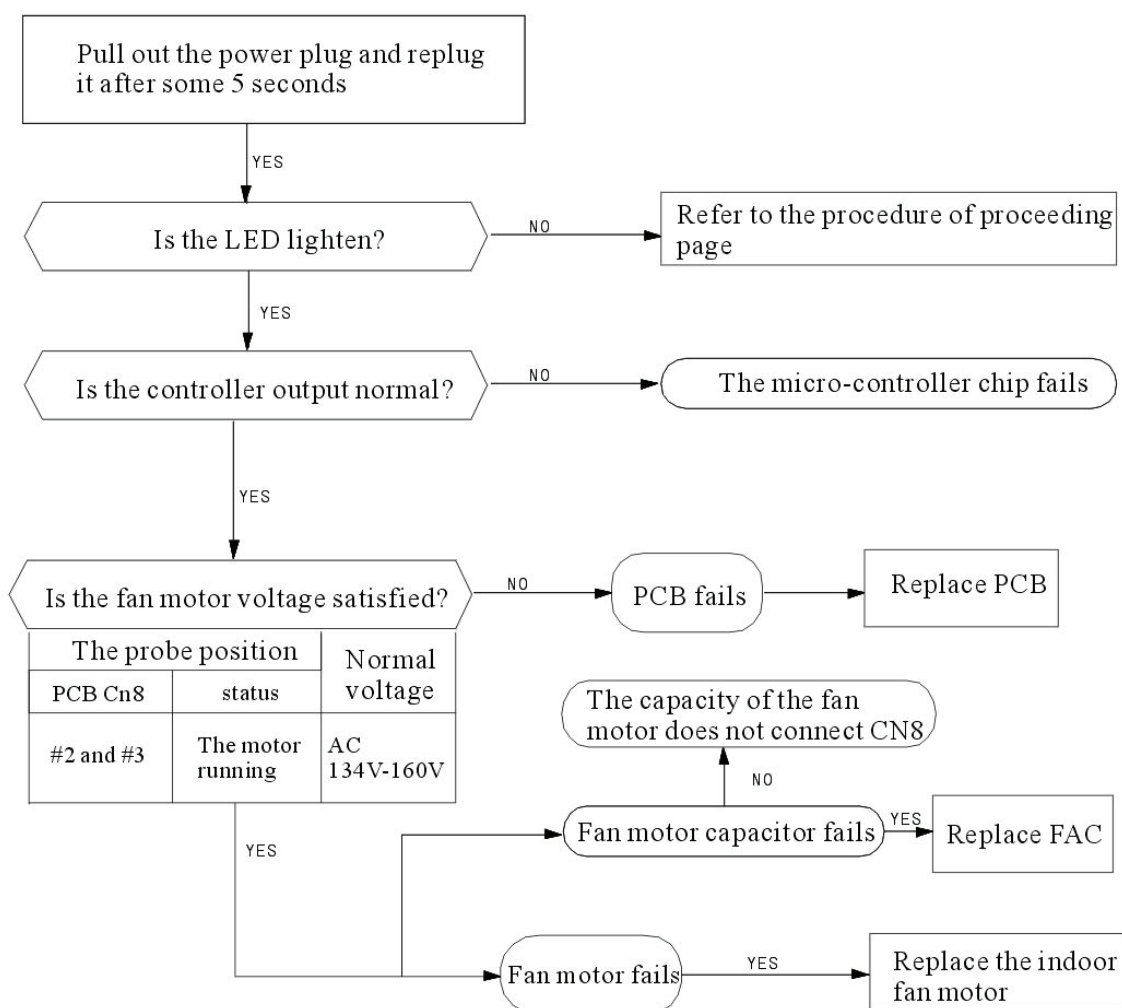 Pull out the power plug and replug
it after some 5 seconds
YES
Is the LED lighten?
NO
Refer to the procedure of proceeding
page
YES
Is the controller output normal?
NO
The micro-controller chip fails
YES
Is the fan motor voltage satisfied?
NO
PCB fails
Replace PCB
The probe position
Normal
voltage
PCB Cn8
status
#2 and #3
The motor
running
AC
134V-160V
The capacity of the fan
motor does not connect CN8
NO
YES
Fan motor capacitor fails
YES
Replace FAC
Fan motor fails
YES
Replace the indoor
fan motor